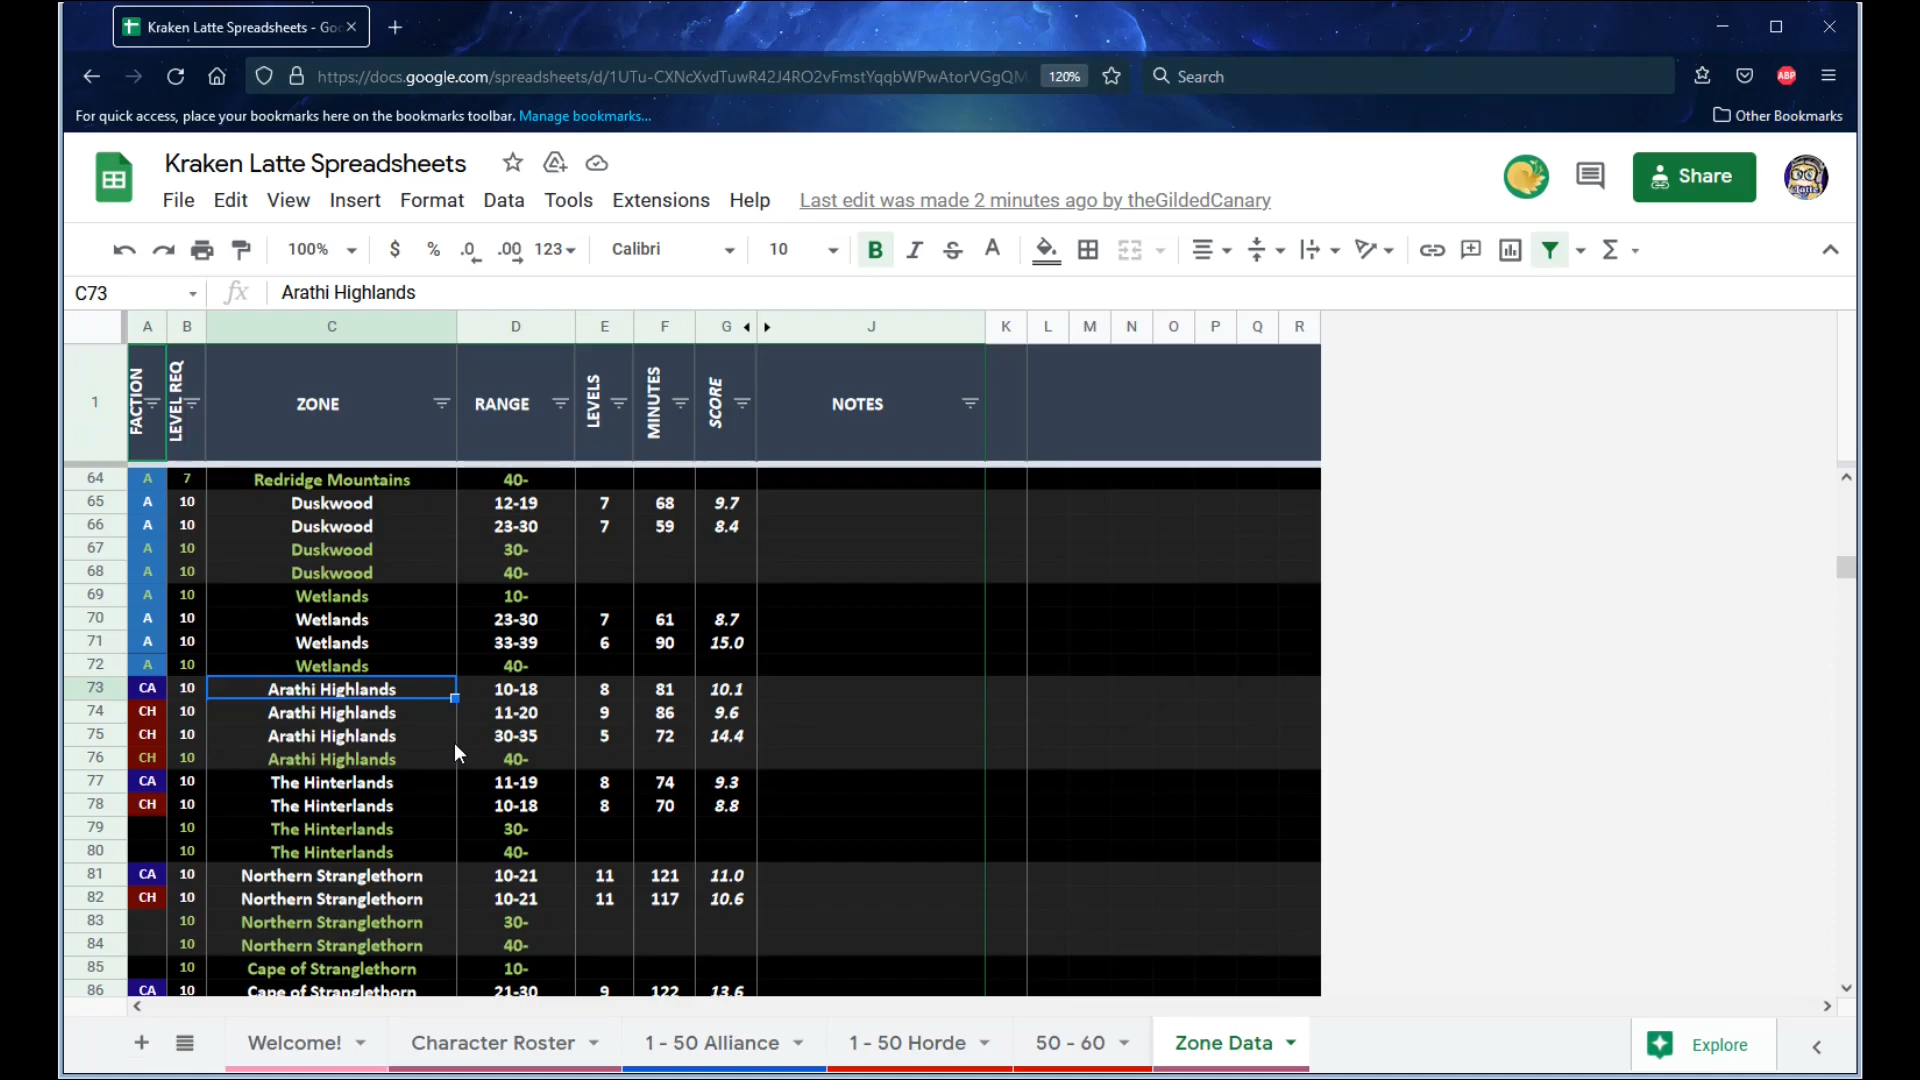 Kraken Latte Spreadsheets - Goo
https://docs.google.com/spreadsheets/d/1UTu-CXNcXvdTuwR42J4RO2vFmstYqqbWPwAtorVGgQM
120%
Search
ABP
For quick access, place your bookmarks here on the bookmarks toolbar. Manage bookmarks...
Other Bookmarks
Kraken Latte Spreadsheets
Share
File Edit View Insert Format Data Tools Extensions Help Last edit was made 2 minutes ago by theGildedCanary
100% $ % .0 .00 123 Calibri 10 B I S A Σ
C73 fx Arathi Highlands
A B C D E F G J K L M N O P Q R
1 FACTION LEVEL REQ ZONE RANGE LEVELS MINUTES SCORE NOTES
64 A 7 Redridge Mountains 40-
65 A 10 Duskwood 12-19 7 68 9.7
66 A 10 Duskwood 23-30 7 59 8.4
67 A 10 Duskwood 30-
68 A 10 Duskwood 40-
69 A 10 Wetlands 10-
70 A 10 Wetlands 23-30 7 61 8.7
71 A 10 Wetlands 33-39 6 90 15.0
72 A 10 Wetlands 40-
73 CA 10 Arathi Highlands 10-18 8 81 10.1
74 CH 10 Arathi Highlands 11-20 9 86 9.6
75 CH 10 Arathi Highlands 30-35 5 72 14.4
76 CH 10 Arathi Highlands 40-
77 CA 10 The Hinterlands 11-19 8 74 9.3
78 CH 10 The Hinterlands 10-18 8 70 8.8
79 10 The Hinterlands 30-
80 10 The Hinterlands 40-
81 CA 10 Northern Stranglethorn 10-21 11 121 11.0
82 CH 10 Northern Stranglethorn 10-21 11 117 10.6
83 10 Northern Stranglethorn 30-
84 10 Northern Stranglethorn 40-
85 10 Cape of Stranglethorn 10-
86 CA 10 Cape of Stranglethorn 21-30 9 122 13.6
Welcome! Character Roster 1 - 50 Alliance 1 - 50 Horde 50 - 60 Zone Data Explore